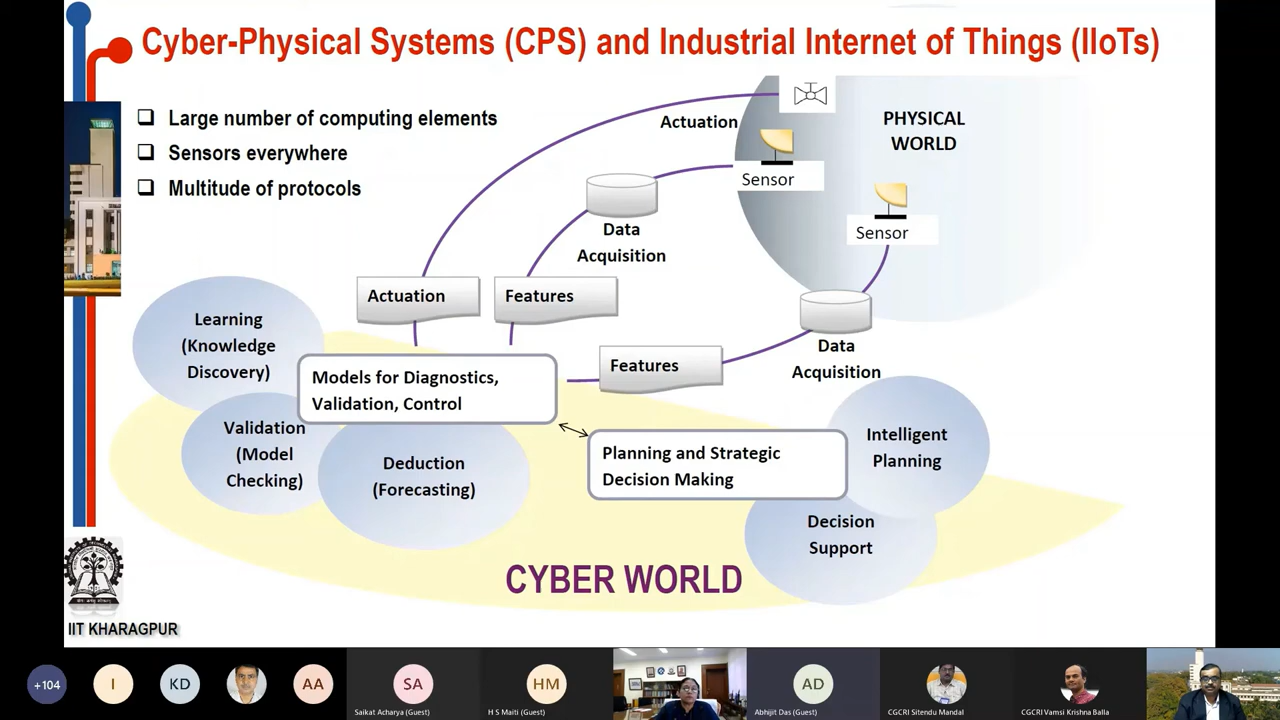 Cyber-Physical Systems (CPS) and Industrial Internet of Things (IIoTs)
Large number of computing elements
Sensors everywhere
Multitude of protocols
Actuation
PHYSICAL
WORLD
Sensor
Sensor
Data
Acquisition
Actuation
Features
Learning
(Knowledge
Discovery)
Features
Data
Acquisition
Models for Diagnostics,
Validation, Control
Validation
(Model
Checking)
Deduction
(Forecasting)
Planning and Strategic
Decision Making
Intelligent
Planning
Decision
Support
CYBER WORLD
IIT KHARAGPUR
+104
I
KD
AA
SA
Saikat Acharya (Guest)
HM
H S Maiti (Guest)
AD
Abhijit Das (Guest)
CGCRI Sitendu Mandal
CGCRI Vamsi Krishna Balla